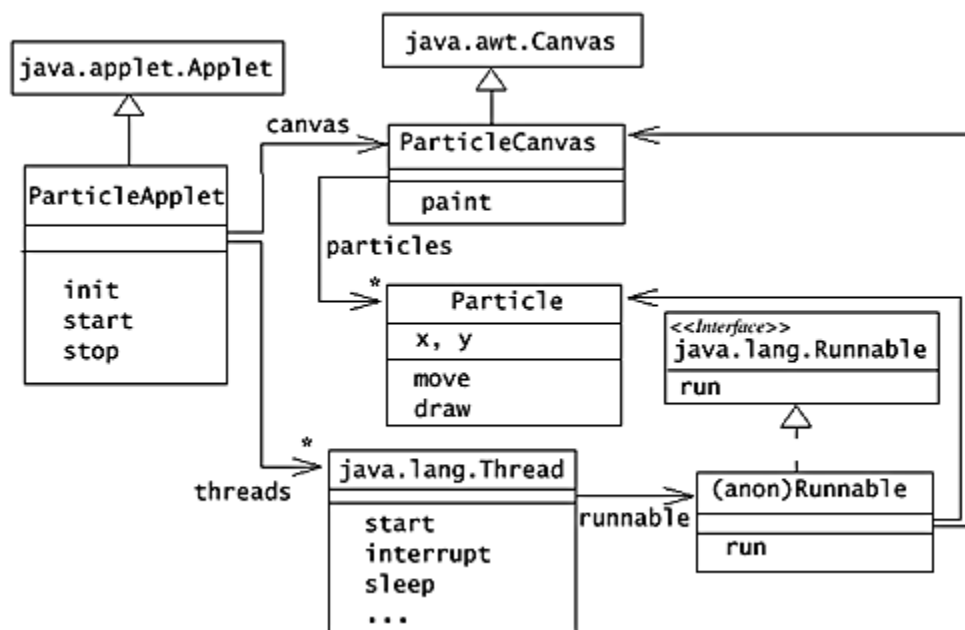 java.applet.Applet
java.awt.Canvas
canvas
ParticleCanvas
paint
ParticleApplet
init
start
stop
particles
*
Particle
x, y
move
draw
<<Interface>>
java.lang.Runnable
run
*
threads
java.lang.Thread
start
interrupt
sleep
...
runnable
(anon)Runnable
run